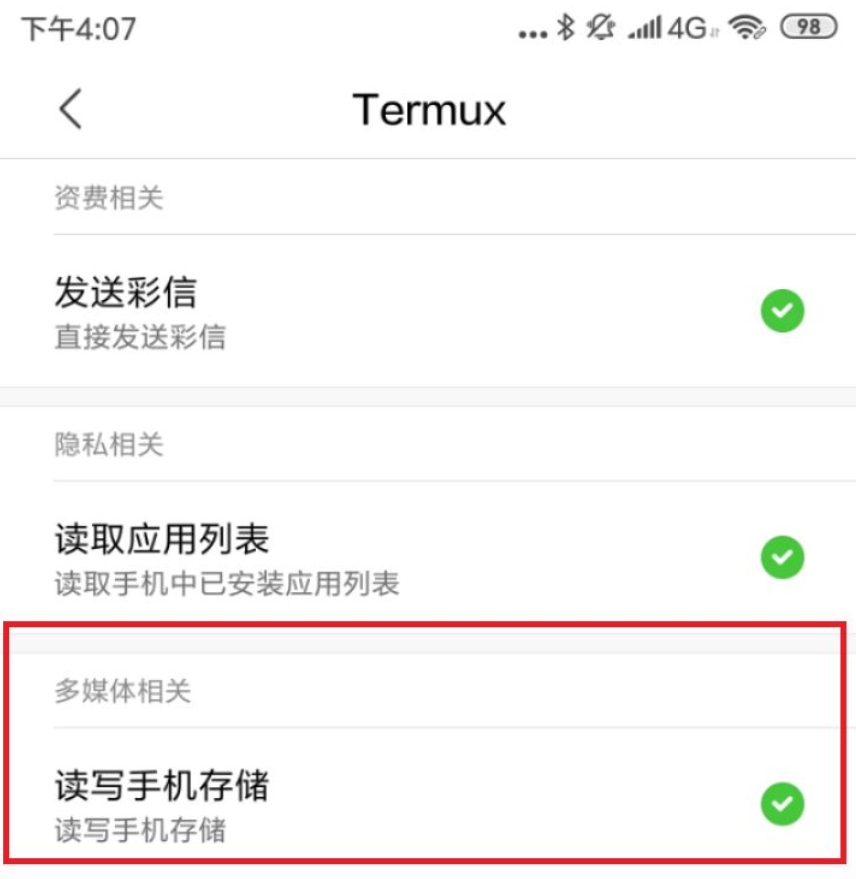 下午4:07 ... 4G 98
Termux
资费相关
发送彩信
直接发送彩信
隐私相关
读取应用列表
读取手机中已安装应用列表
多媒体相关
读写手机存储
读写手机存储